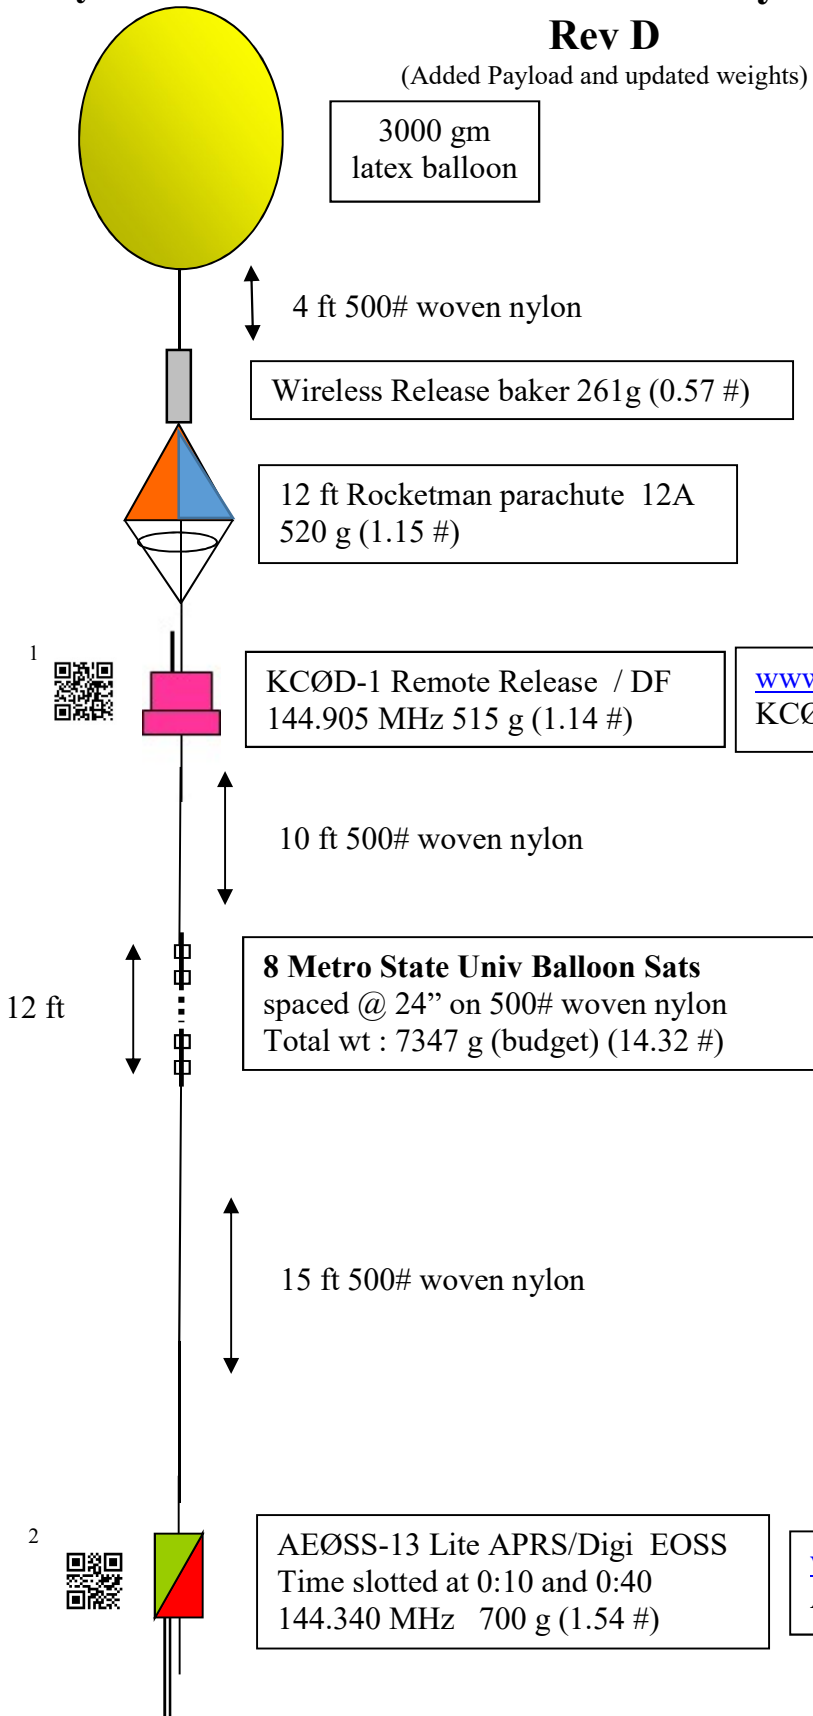 Rev D
(Added Payload and updated weights)
3000 gm
latex balloon
4 ft 500# woven nylon
Wireless Release baker 261g (0.57 #)
12 ft Rocketman parachute 12A
520 g (1.15 #)
1
KCØD-1 Remote Release / DF
144.905 MHz 515 g (1.14 #)
www
KCØ
10 ft 500# woven nylon
12 ft
8 Metro State Univ Balloon Sats
spaced @ 24” on 500# woven nylon
Total wt : 7347 g (budget) (14.32 #)
15 ft 500# woven nylon
2
AEØSS-13 Lite APRS/Digi EOSS
Time slotted at 0:10 and 0:40
144.340 MHz 700 g (1.54 #)